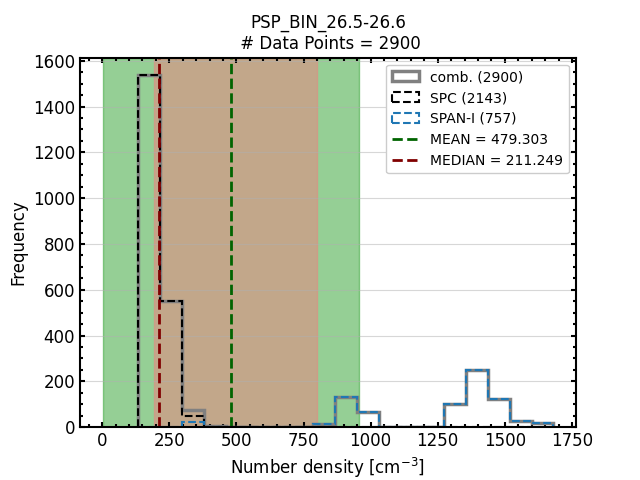 PSP_BIN_26.5-26.6
# Data Points = 2900
1600
1400
1200
1000
800
600
400
200
0
Frequency
comb. (2900)
SPC (2143)
SPAN-I (757)
MEAN = 479.303
MEDIAN = 211.249
0 250 500 750 1000 1250 1500 1750
Number density [cm⁻³]